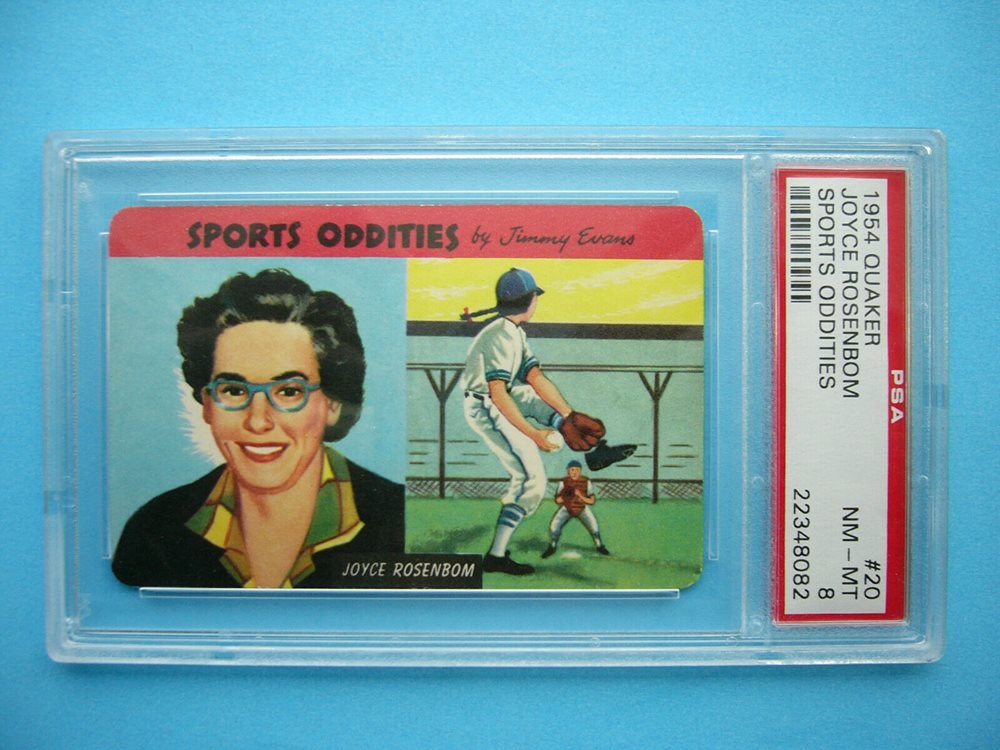 SPORTS ODDITIES by Jimmy Evans
JOYCE ROSENBOM
1954 QUAKER #20
JOYCE ROSENBOM NM - MT
SPORTS ODDITIES 8
22348082
PSA